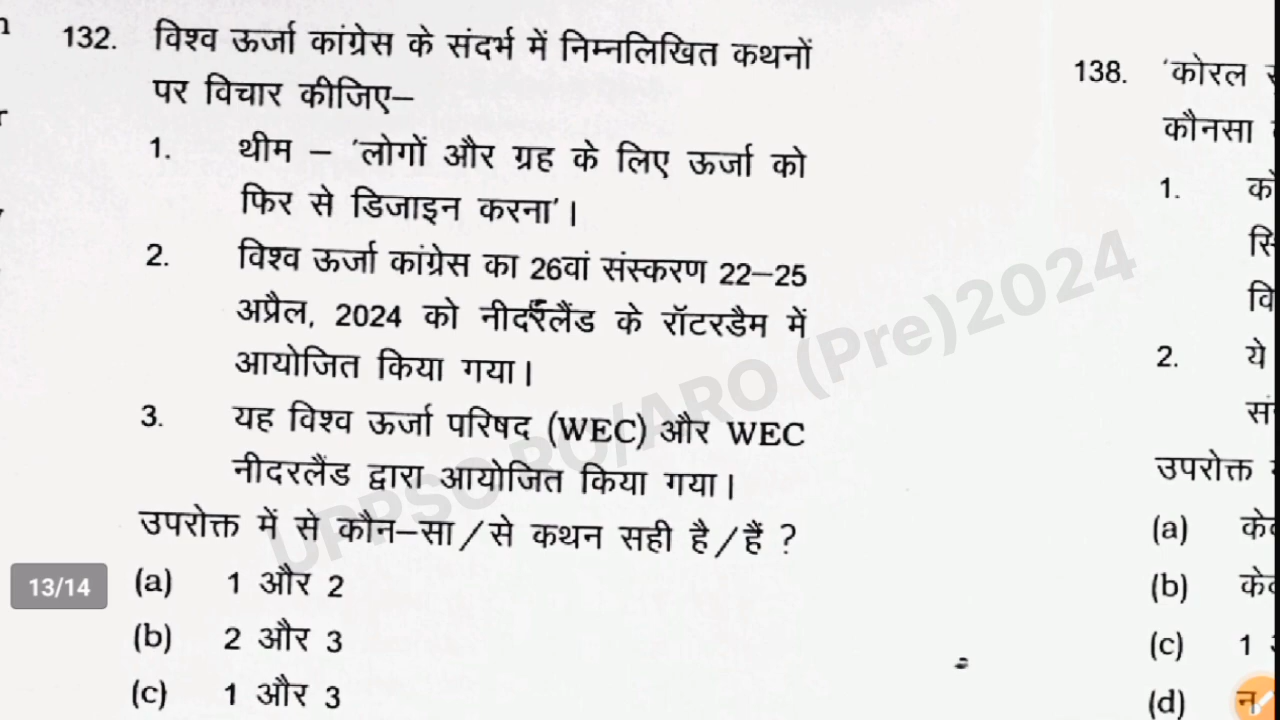 132. विश्व ऊर्जा कांग्रेस के संदर्भ में निम्नलिखित कथनों
पर विचार कीजिए–
1. थीम – 'लोगों और ग्रह के लिए ऊर्जा को
फिर से डिजाइन करना'।
2. विश्व ऊर्जा कांग्रेस का 26वां संस्करण 22–25
अप्रैल, 2024 को नीदरलैंड के रॉटरडैम में
आयोजित किया गया।
3. यह विश्व ऊर्जा परिषद (WEC) और WEC
नीदरलैंड द्वारा आयोजित किया गया।
उपरोक्त में से कौन–सा/से कथन सही है/हैं ?
(a) 1 और 2
(b) 2 और 3
(c) 1 और 3
13/14
UPPSC RO/ARO (Pre)2024
138. 'कोरल
कौनसा
1.
2. ये
उपरोक्त
(a)
(b)
(c) 1
(d) न